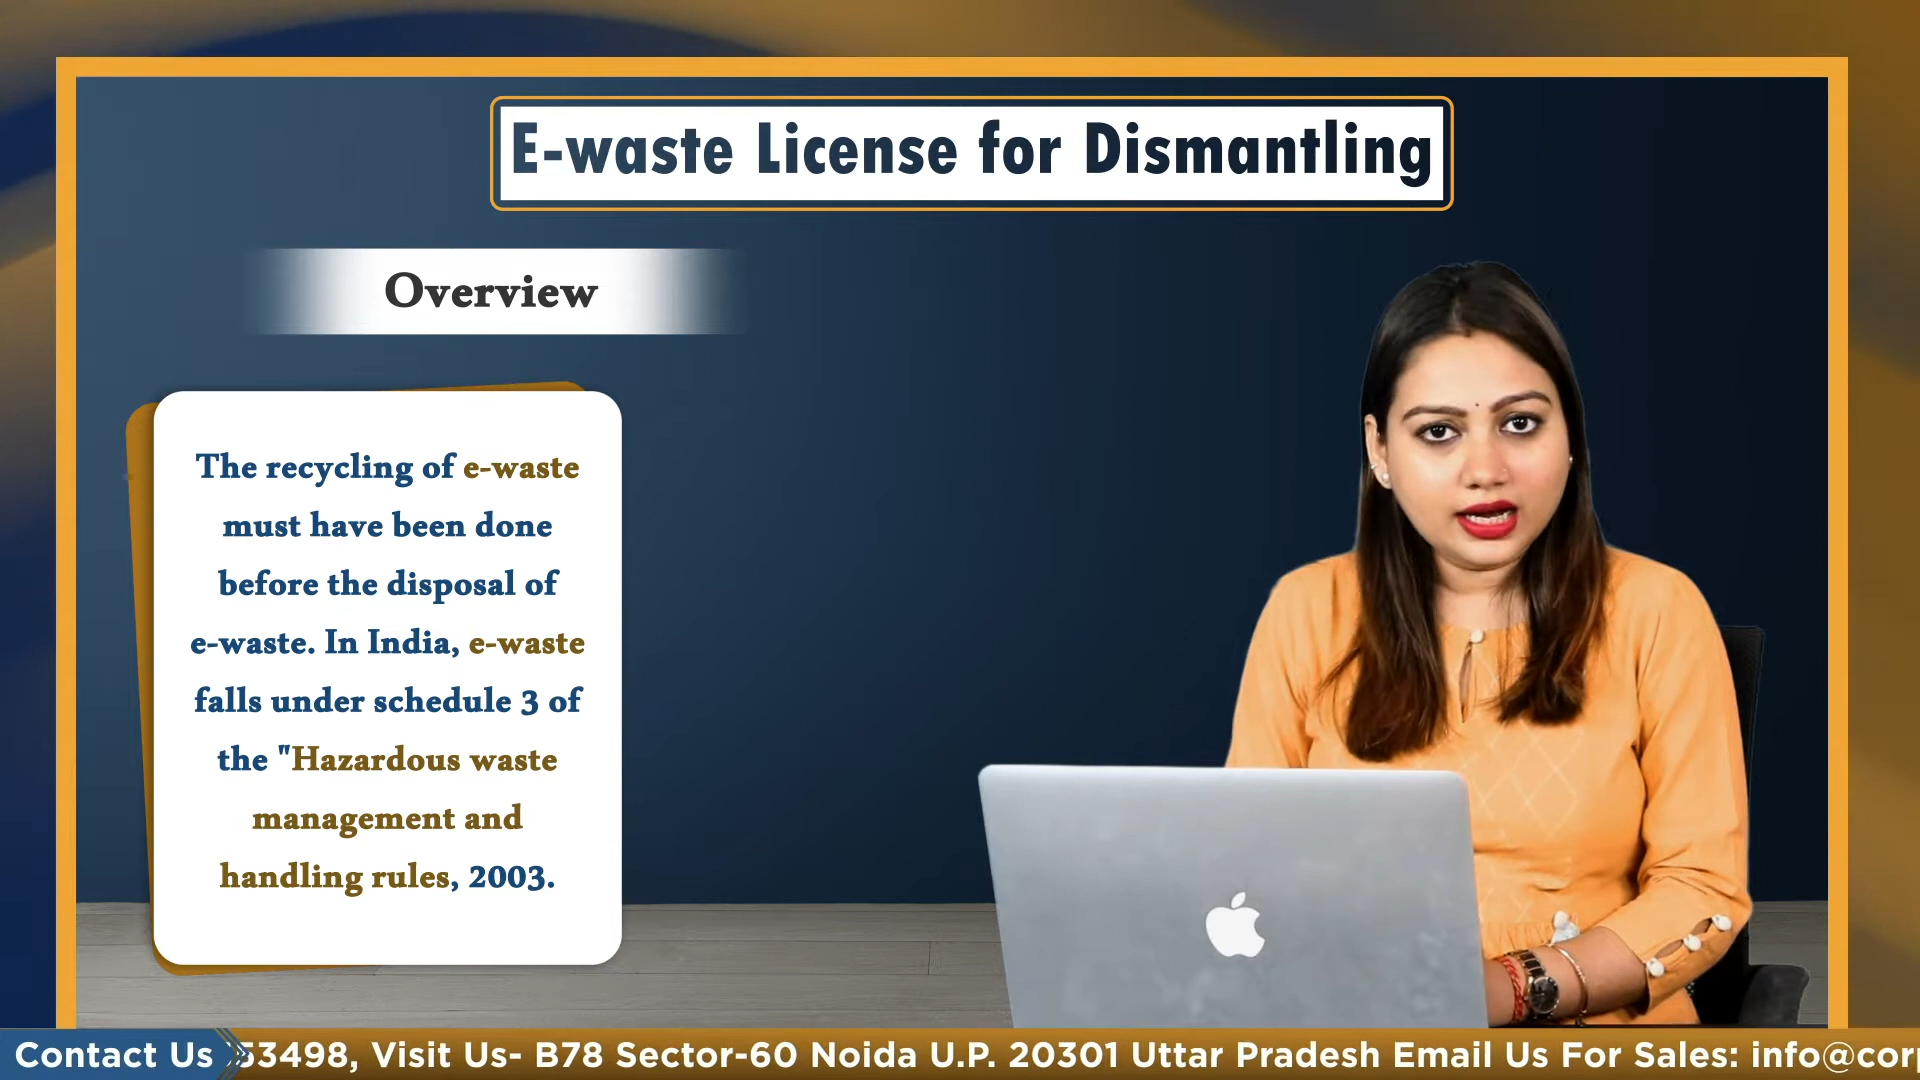 E-waste License for Dismantling
Overview
The recycling of e-waste
must have been done
before the disposal of
e-waste. In India, e-waste
falls under schedule 3 of
the "Hazardous waste
management and
handling rules, 2003.
Contact Us 53498, Visit Us- B78 Sector-60 Noida U.P. 20301 Uttar Pradesh Email Us For Sales: info@corp